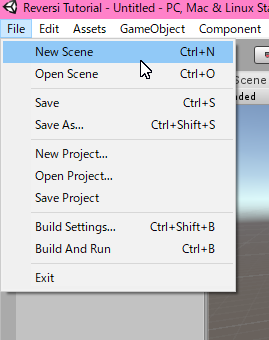 Reversi Tutorial - Untitled - PC, Mac & Linux Sta
File Edit Assets GameObject Component
New Scene Ctrl+N
Open Scene Ctrl+O
Scene
Save Ctrl+S
ded
Save As... Ctrl+Shift+S
New Project...
Open Project...
Save Project
Build Settings... Ctrl+Shift+B
Build And Run Ctrl+B
Exit